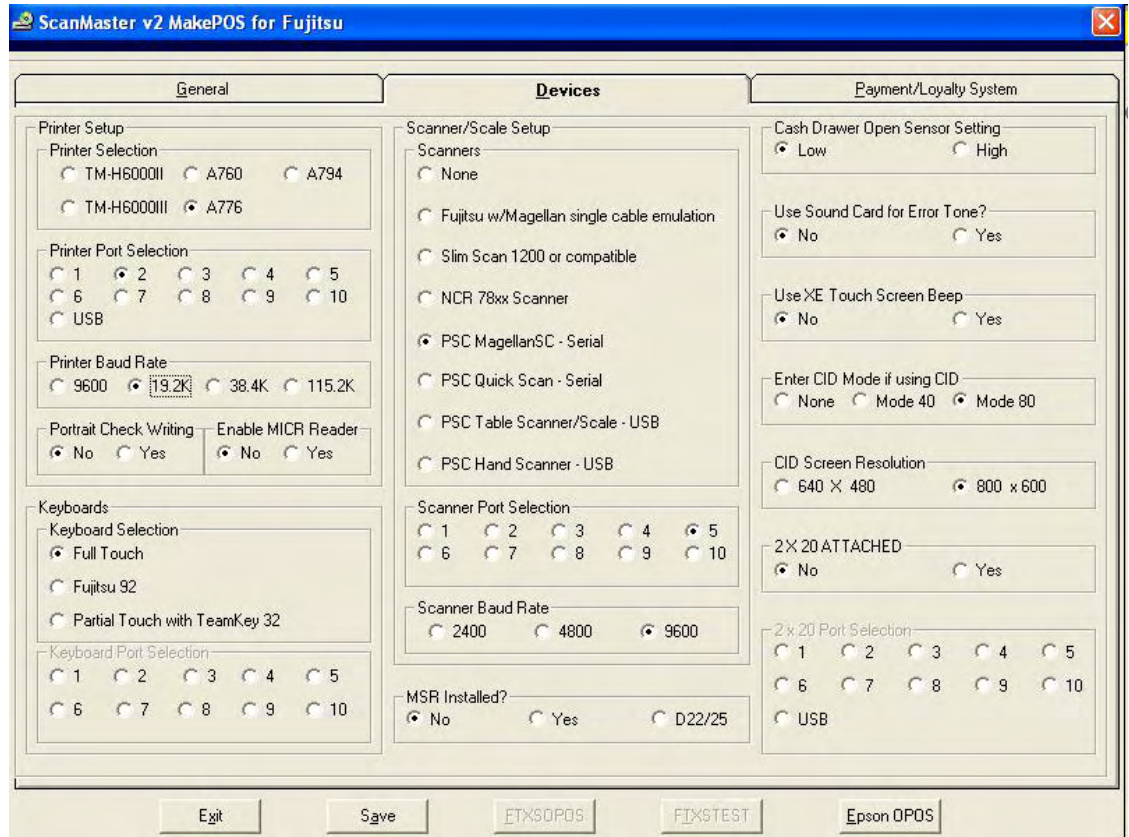 ScanMaster v2 MakePOS for Fujitsu
General
Devices
Payment/Loyalty System
Printer Setup
Printer Selection
TM-H6000II A760 A794
TM-H6000III A776
Printer Port Selection
1 2 3 4 5
6 7 8 9 10
USB
Printer Baud Rate
9600 19.2K 38.4K 115.2K
Portrait Check Writing
No Yes
Enable MICR Reader
No Yes
Keyboards
Keyboard Selection
Full Touch
Fujitsu 92
Partial Touch with TeamKey 32
Keyboard Port Selection
1 2 3 4 5
6 7 8 9 10
Scanner/Scale Setup
Scanners
None
Fujitsu w/Magellan single cable emulation
Slim Scan 1200 or compatible
NCR 78xx Scanner
PSC MagellanSC - Serial
PSC Quick Scan - Serial
PSC Table Scanner/Scale - USB
PSC Hand Scanner - USB
Scanner Port Selection
1 2 3 4 5
6 7 8 9 10
Scanner Baud Rate
2400 4800 9600
MSR Installed?
No Yes D22/25
Cash Drawer Open Sensor Setting
Low High
Use Sound Card for Error Tone?
No Yes
Use XE Touch Screen Beep
No Yes
Enter CID Mode if using CID
None Mode 40 Mode 80
CID Screen Resolution
640 X 480 800 x 600
2 X 20 ATTACHED
No Yes
2 x 20 Port Selection
1 2 3 4 5
6 7 8 9 10
USB
Exit Save FTXSOPOS FTXSTEST Epson OPOS